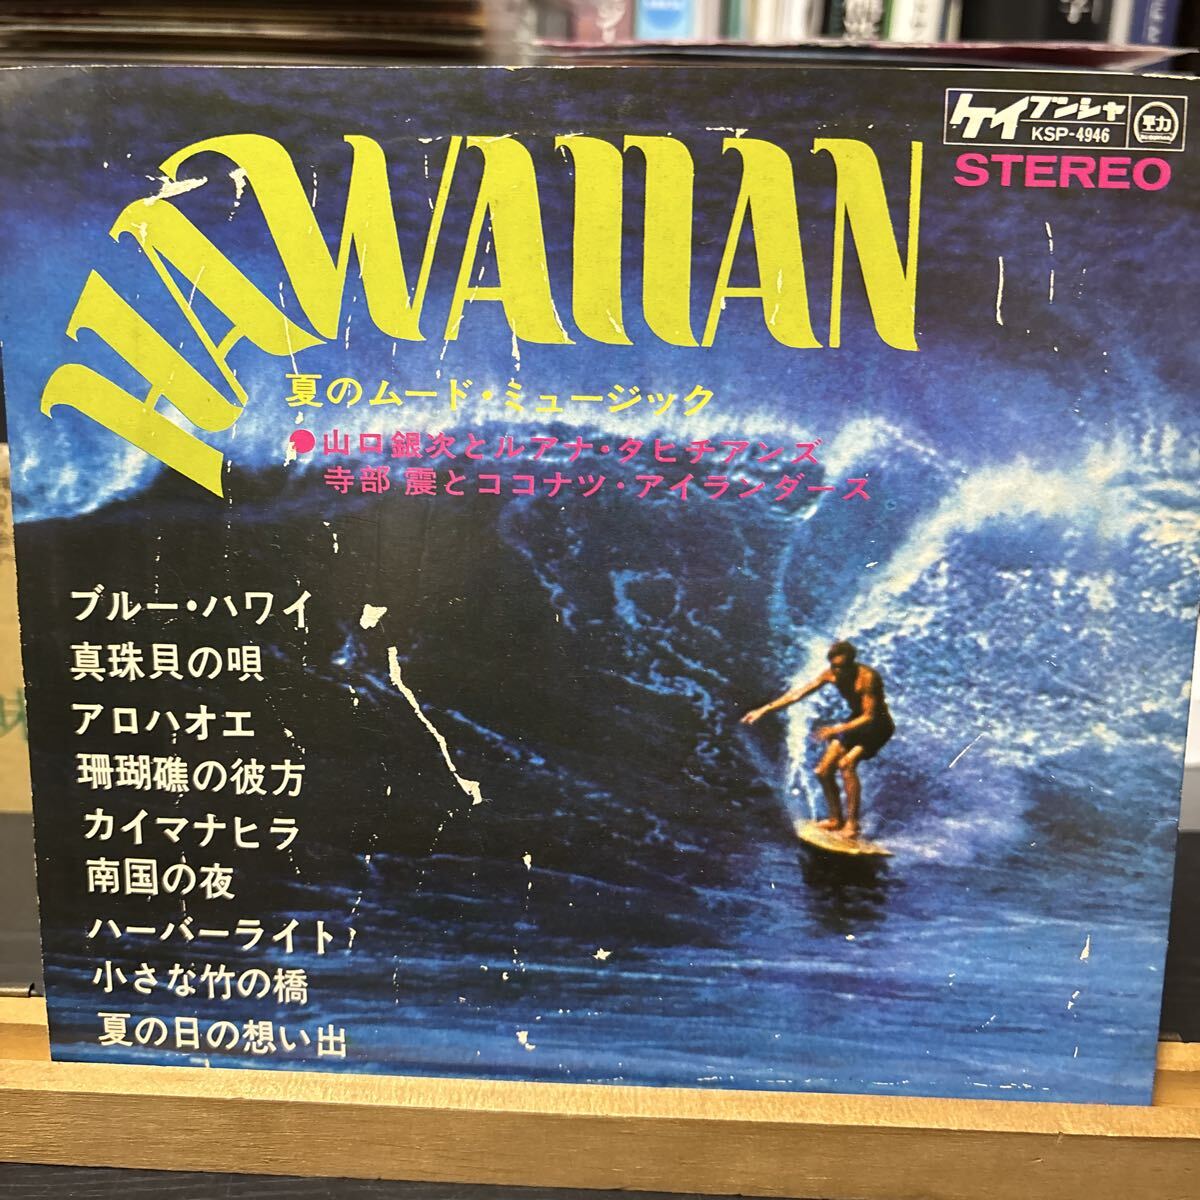 ケイブンシャ
KSP-4946
STEREO
HAWAIIAN
夏のムード・ミュージック
山口銀次とルアナ・タヒチアンズ
寺部 震とココナツ・アイランダース
ブルー・ハワイ
真珠貝の唄
アロハオエ
珊瑚礁の彼方
カイマナヒラ
南国の夜
ハーバーライト
小さな竹の橋
夏の日の想い出